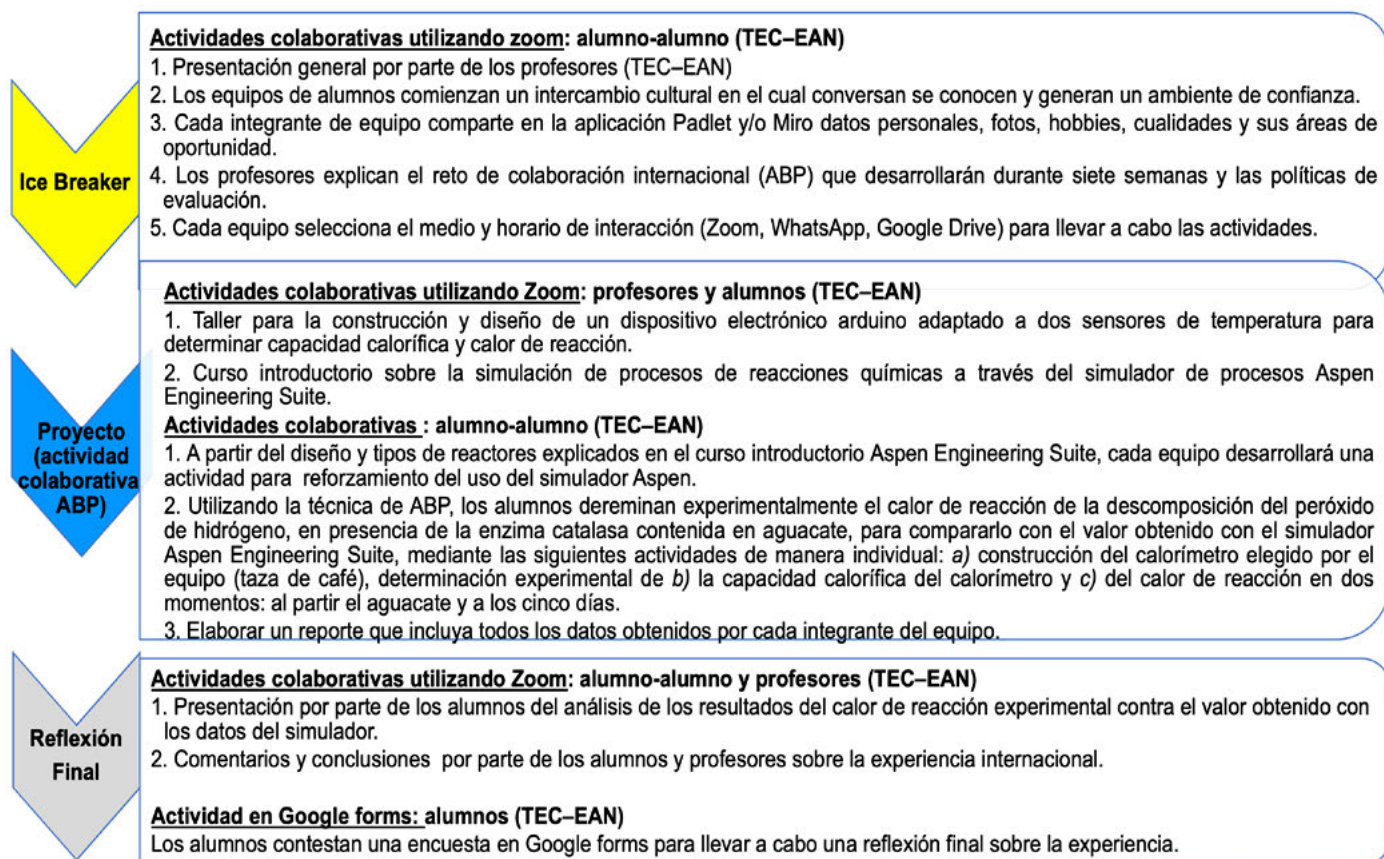 Ice Breaker
Actividades colaborativas utilizando zoom: alumno-alumno (TEC–EAN)
1. Presentación general por parte de los profesores (TEC–EAN)
2. Los equipos de alumnos comienzan un intercambio cultural en el cual conversan se conocen y generan un ambiente de confianza.
3. Cada integrante de equipo comparte en la aplicación Padlet y/o Miro datos personales, fotos, hobbies, cualidades y sus áreas de
oportunidad.
4. Los profesores explican el reto de colaboración internacional (ABP) que desarrollarán durante siete semanas y las políticas de
evaluación.
5. Cada equipo selecciona el medio y horario de interacción (Zoom, WhatsApp, Google Drive) para llevar a cabo las actividades.
Proyecto
(actividad
colaborativa
ABP)
Actividades colaborativas utilizando Zoom: profesores y alumnos (TEC–EAN)
1. Taller para la construcción y diseño de un dispositivo electrónico arduino adaptado a dos sensores de temperatura para
determinar capacidad calorífica y calor de reacción.
2. Curso introductorio sobre la simulación de procesos de reacciones químicas a través del simulador de procesos Aspen
Engineering Suite.
Actividades colaborativas : alumno-alumno (TEC–EAN)
1. A partir del diseño y tipos de reactores explicados en el curso introductorio Aspen Engineering Suite, cada equipo desarrollará una
actividad para reforzamiento del uso del simulador Aspen.
2. Utilizando la técnica de ABP, los alumnos dereminan experimentalmente el calor de reacción de la descomposición del peróxido
de hidrógeno, en presencia de la enzima catalasa contenida en aguacate, para compararlo con el valor obtenido con el simulador
Aspen Engineering Suite, mediante las siguientes actividades de manera individual: a) construcción del calorímetro elegido por el
equipo (taza de café), determinación experimental de b) la capacidad calorífica del calorímetro y c) del calor de reacción en dos
momentos: al partir el aguacate y a los cinco días.
3. Elaborar un reporte que incluya todos los datos obtenidos por cada integrante del equipo.
Reflexión
Final
Actividades colaborativas utilizando Zoom: alumno-alumno y profesores (TEC–EAN)
1. Presentación por parte de los alumnos del análisis de los resultados del calor de reacción experimental contra el valor obtenido con
los datos del simulador.
2. Comentarios y conclusiones por parte de los alumnos y profesores sobre la experiencia internacional.
Actividad en Google forms: alumnos (TEC–EAN)
Los alumnos contestan una encuesta en Google forms para llevar a cabo una reflexión final sobre la experiencia.